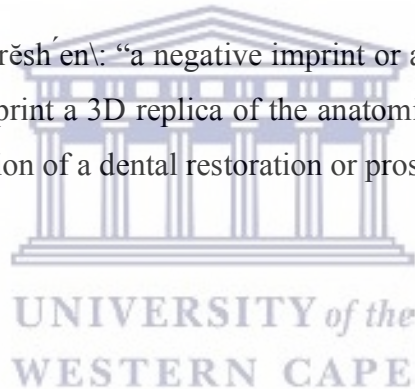 rĕsh´en\: “a negative imprint or a
print a 3D replica of the anatomi
ion of a dental restoration or pros
UNIVERSITY of the
WESTERN CAPE